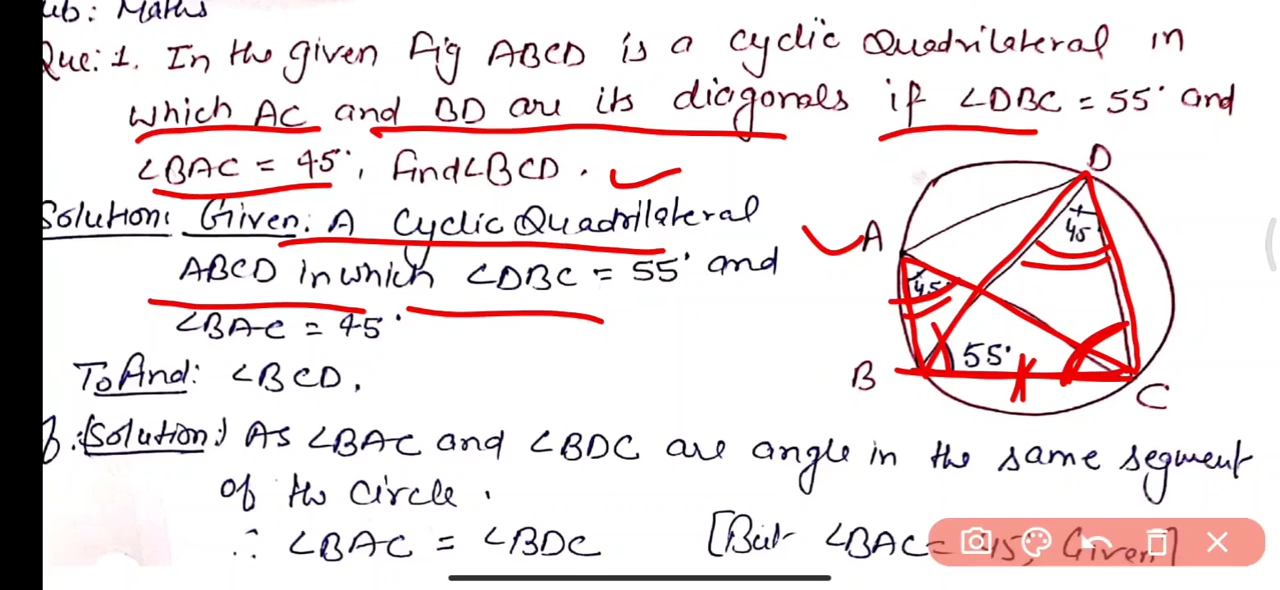 Sub: Maths
Que: 1. In the given fig ABCD is a cyclic Quadrilateral in
which AC and BD are its diagonals if ∠DBC = 55° and
∠BAC = 45°, find ∠BCD.
Solution: Given: A Cyclic Quadrilateral
ABCD in which ∠DBC = 55° and
∠BAC = 45°
To find: ∠BCD,
(Solution:) As ∠BAC and ∠BDC are angle in the same segment
of the circle.
∴ ∠BAC = ∠BDC [But ∠BAC = 45°, Given]
D
45
A
45
55°
B
C